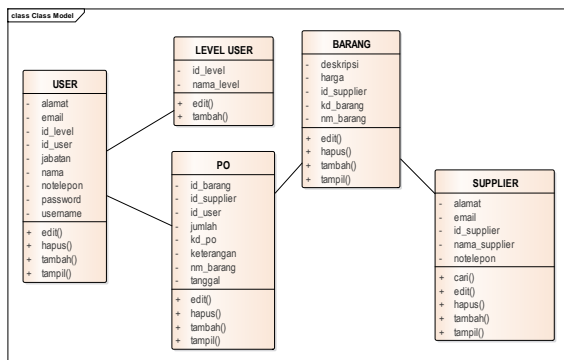 class Class Model
USER
- alamat
- email
- id_level
- id_user
- jabatan
- nama
- notelepon
- password
- username
+ edit()
+ hapus()
+ tambah()
+ tampil()
LEVEL USER
- id_level
- nama_level
+ edit()
+ tambah()
PO
- id_barang
- id_supplier
- id_user
- jumlah
- kd_po
- keterangan
- nm_barang
- tanggal
+ edit()
+ hapus()
+ tambah()
+ tampil()
BARANG
- deskripsi
- harga
- id_supplier
- kd_barang
- nm_barang
+ edit()
+ hapus()
+ tambah()
+ tampil()
SUPPLIER
- alamat
- email
- id_supplier
- nama_supplier
- notelepon
+ cari()
+ edit()
+ hapus()
+ tambah()
+ tampil()